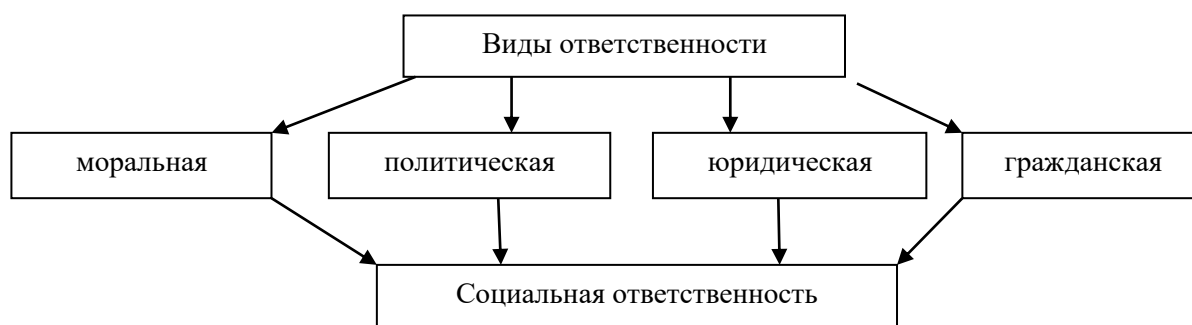 Виды ответственности
моральная
политическая
юридическая
гражданская
Социальная ответственность